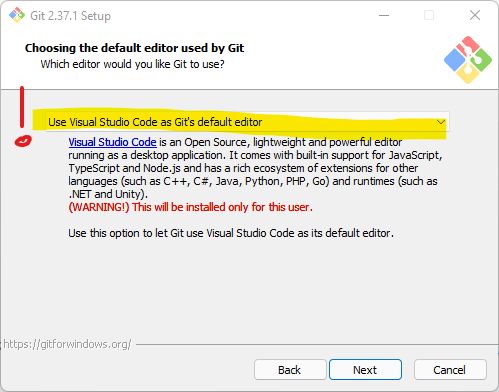 Git 2.37.1 Setup
Choosing the default editor used by Git
Which editor would you like Git to use?
Use Visual Studio Code as Git's default editor
Visual Studio Code is an Open Source, lightweight and powerful editor
running as a desktop application. It comes with built-in support for JavaScript,
TypeScript and Node.js and has a rich ecosystem of extensions for other
languages (such as C++, C#, Java, Python, PHP, Go) and runtimes (such as
.NET and Unity).
(WARNING!) This will be installed only for this user.
Use this option to let Git use Visual Studio Code as its default editor.
https://gitforwindows.org/
Back
Next
Cancel